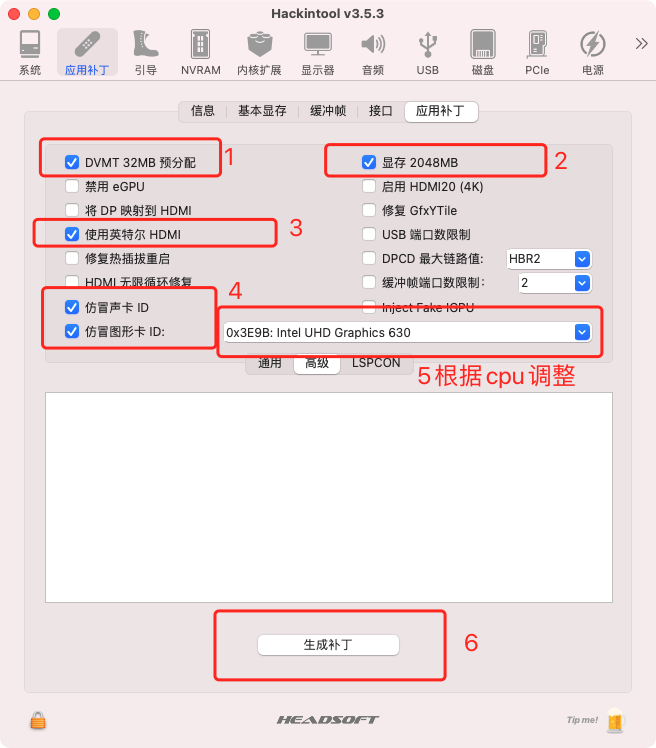 Hackintool v3.5.3
系统 应用补丁 引导 NVRAM 内核扩展 显示器 音频 USB 磁盘 PCIe 电源
信息 基本显存 缓冲帧 接口 应用补丁
DVMT 32MB 预分配 1 显存 2048MB 2
禁用 eGPU 启用 HDMI20 (4K)
将 DP 映射到 HDMI 修复 GfxYTile
使用英特尔 HDMI 3 USB 端口数限制
修复热插拔重启 DPCD 最大链路值: HBR2
HDMI 无限循环修复 缓冲帧端口数限制: 2
仿冒声卡 ID 4 Inject Fake IGPU
仿冒图形卡 ID: 0x3E9B: Intel UHD Graphics 630
通用 高级 LSPCON
5根据cpu调整
生成补丁 6
HEADSOFT Tip me!